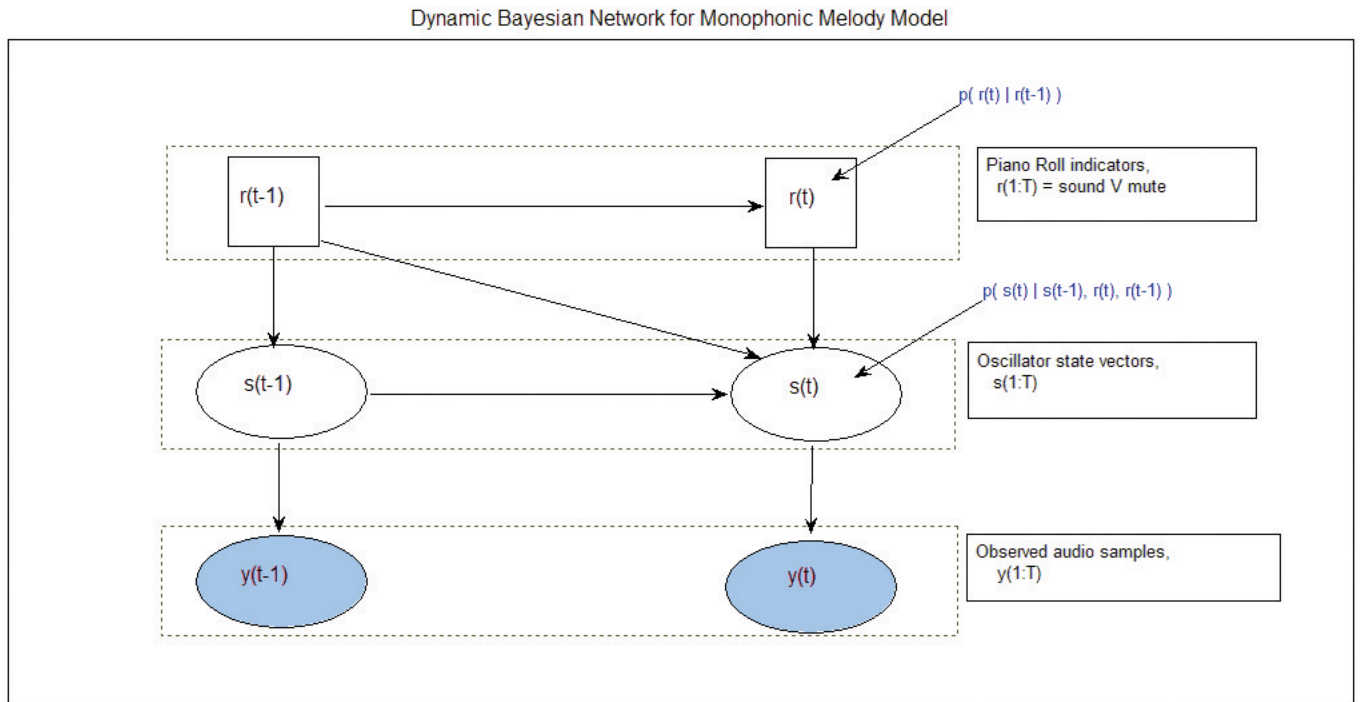 Dynamic Bayesian Network for Monophonic Melody Model
p( r(t) | r(t-1) )
r(t-1)
r(t)
Piano Roll indicators,
r(1:T) = sound V mute
p( s(t) | s(t-1), r(t), r(t-1) )
s(t-1)
s(t)
Oscillator state vectors,
s(1:T)
y(t-1)
y(t)
Observed audio samples,
y(1:T)